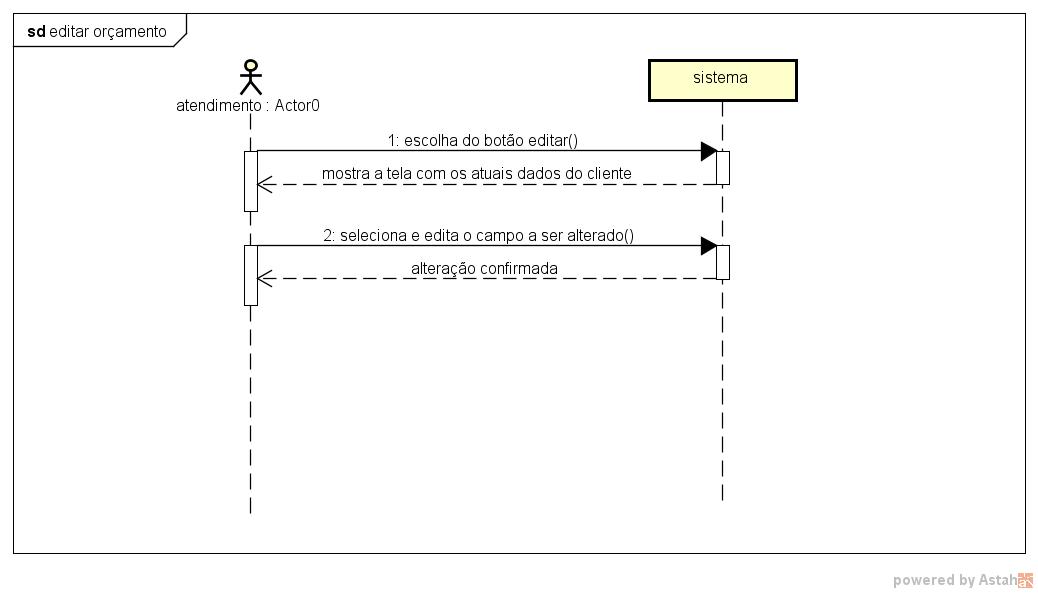 sd editar orçamento
atendimento : Actor0
sistema
1: escolha do botão editar()
mostra a tela com os atuais dados do cliente
2: seleciona e edita o campo a ser alterado()
alteração confirmada
powered by Astah